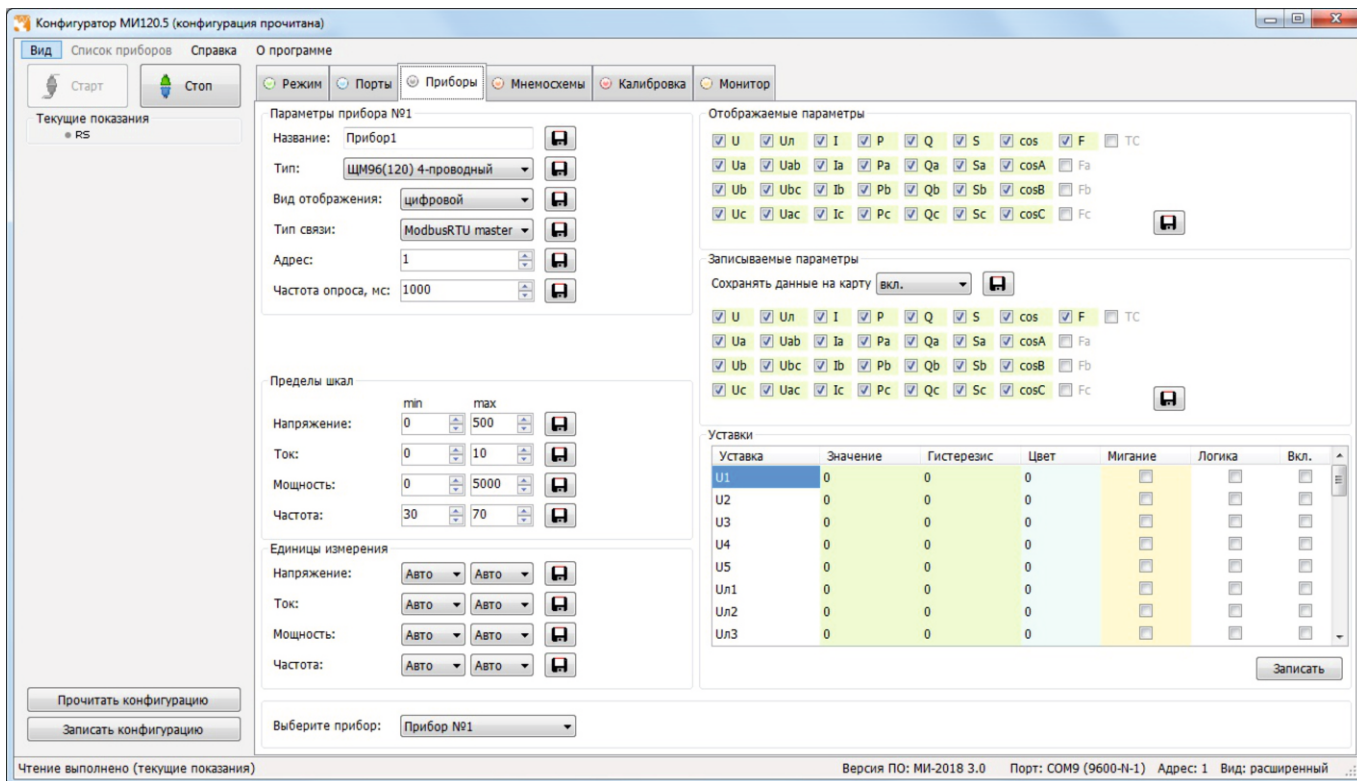 Конфигуратор МИ120.5 (конфигурация прочитана)
Вид Список приборов Справка О программе
Старт Стоп
Текущие показания
RS
Прочитать конфигурацию
Записать конфигурацию
Режим Порты Приборы Мнемосхемы Калибровка Монитор
Параметры прибора №1
Название: Прибор1
Тип: ЩМ96(120) 4-проводный
Вид отображения: цифровой
Тип связи: ModbusRTU master
Адрес: 1
Частота опроса, мс: 1000
Пределы шкал
min max
Напряжение: 0 500
Ток: 0 10
Мощность: 0 5000
Частота: 30 70
Единицы измерения
Напряжение: Авто Авто
Ток: Авто Авто
Мощность: Авто Авто
Частота: Авто Авто
Выберите прибор: Прибор №1
Отображаемые параметры
U Uл I P Q S cos F TC
Ua Uab Ia Pa Qa Sa cosA Fa
Ub Ubc Ib Pb Qb Sb cosB Fb
Uc Uac Ic Pc Qc Sc cosC Fc
Записываемые параметры
Сохранять данные на карту вкл.
U Uл I P Q S cos F TC
Ua Uab Ia Pa Qa Sa cosA Fa
Ub Ubc Ib Pb Qb Sb cosB Fb
Uc Uac Ic Pc Qc Sc cosC Fc
Уставки
Уставка Значение Гистерезис Цвет Мигание Логика Вкл.
U1 0 0 0
U2 0 0 0
U3 0 0 0
U4 0 0 0
U5 0 0 0
Uл1 0 0 0
Uл2 0 0 0
Uл3 0 0 0
Записать
Чтение выполнено (текущие показания) Версия ПО: МИ-2018 3.0 Порт: COM9 (9600-N-1) Адрес: 1 Вид: расширенный